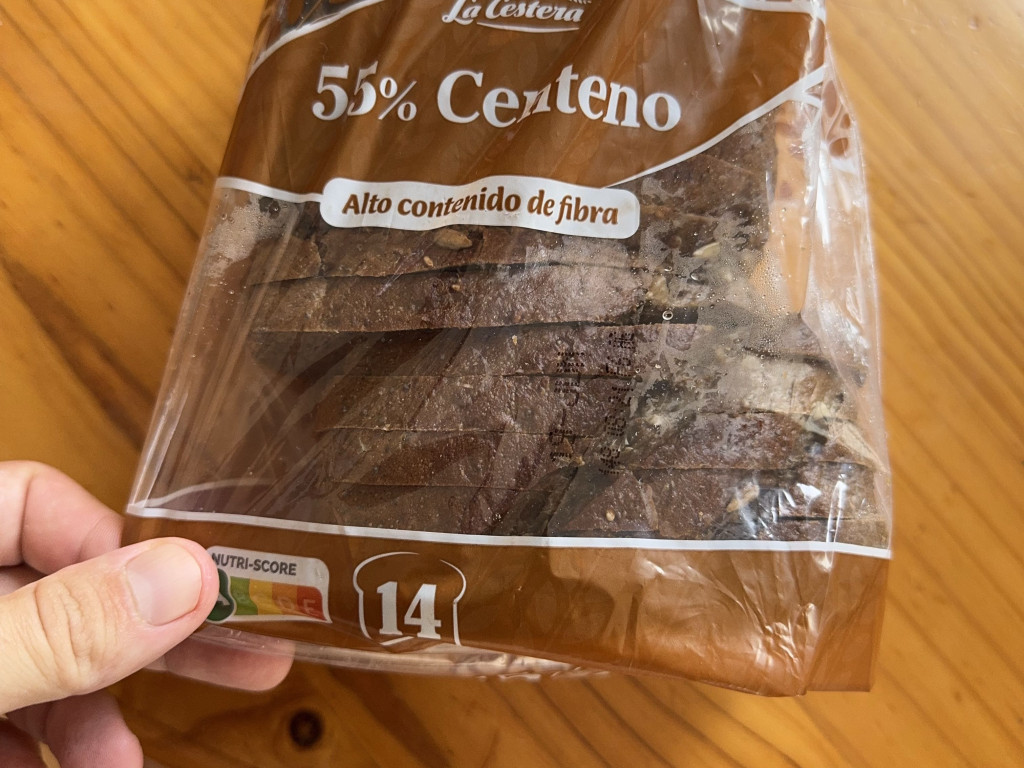 La Cestera
55% Centeno
Alto contenido de fibra
NUTRI-SCORE
14